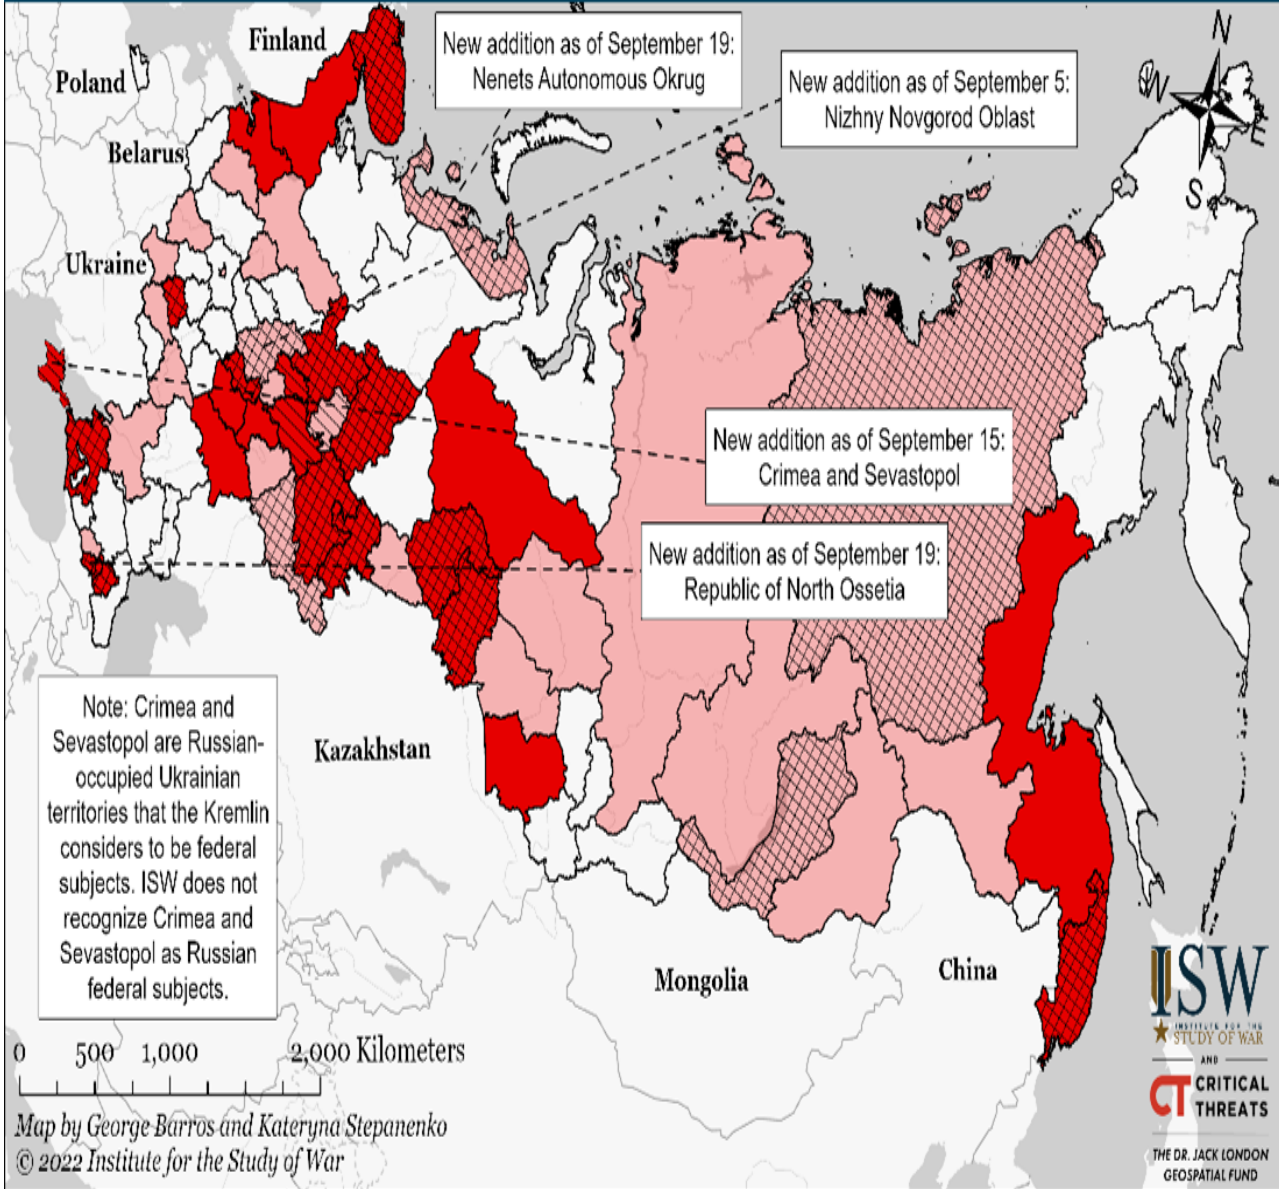 Finland
New addition as of September 19:
Nenets Autonomous Okrug
New addition as of September 5:
Nizhny Novgorod Oblast
N
W
E
S
Poland
Belarus
Ukraine
New addition as of September 15:
Crimea and Sevastopol
New addition as of September 19:
Republic of North Ossetia
Note: Crimea and
Sevastopol are Russian-
occupied Ukrainian
territories that the Kremlin
considers to be federal
subjects. ISW does not
recognize Crimea and
Sevastopol as Russian
federal subjects.
Kazakhstan
Mongolia
China
0 500 1,000 2,000 Kilometers
Map by George Barros and Kateryna Stepanenko
© 2022 Institute for the Study of War
ISW
INSTITUTE FOR THE
STUDY OF WAR
AND
CT CRITICAL
THREATS
THE DR. JACK LONDON
GEOSPATIAL FUND